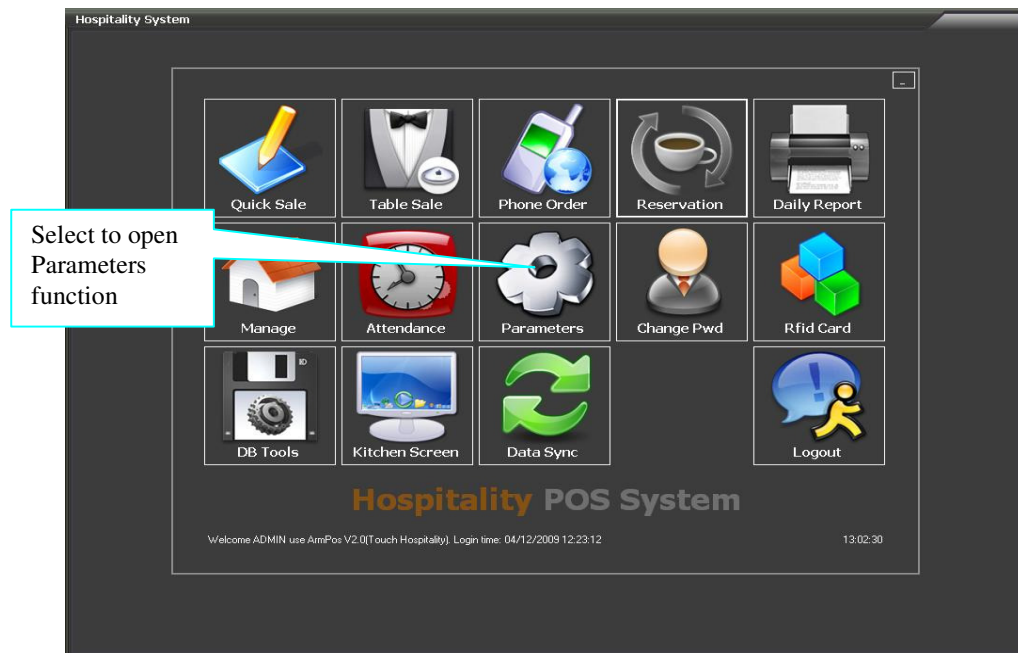 Hospitality System
Quick Sale
Table Sale
Phone Order
Reservation
Daily Report
Select to open
Parameters
function
Manage
Attendance
Parameters
Change Pwd
Rfid Card
DB Tools
Kitchen Screen
Data Sync
Logout
Hospitality POS System
Welcome ADMIN use ArmPos V2.0(Touch Hospitality). Login time: 04/12/2009 12:23:12
13:02:30